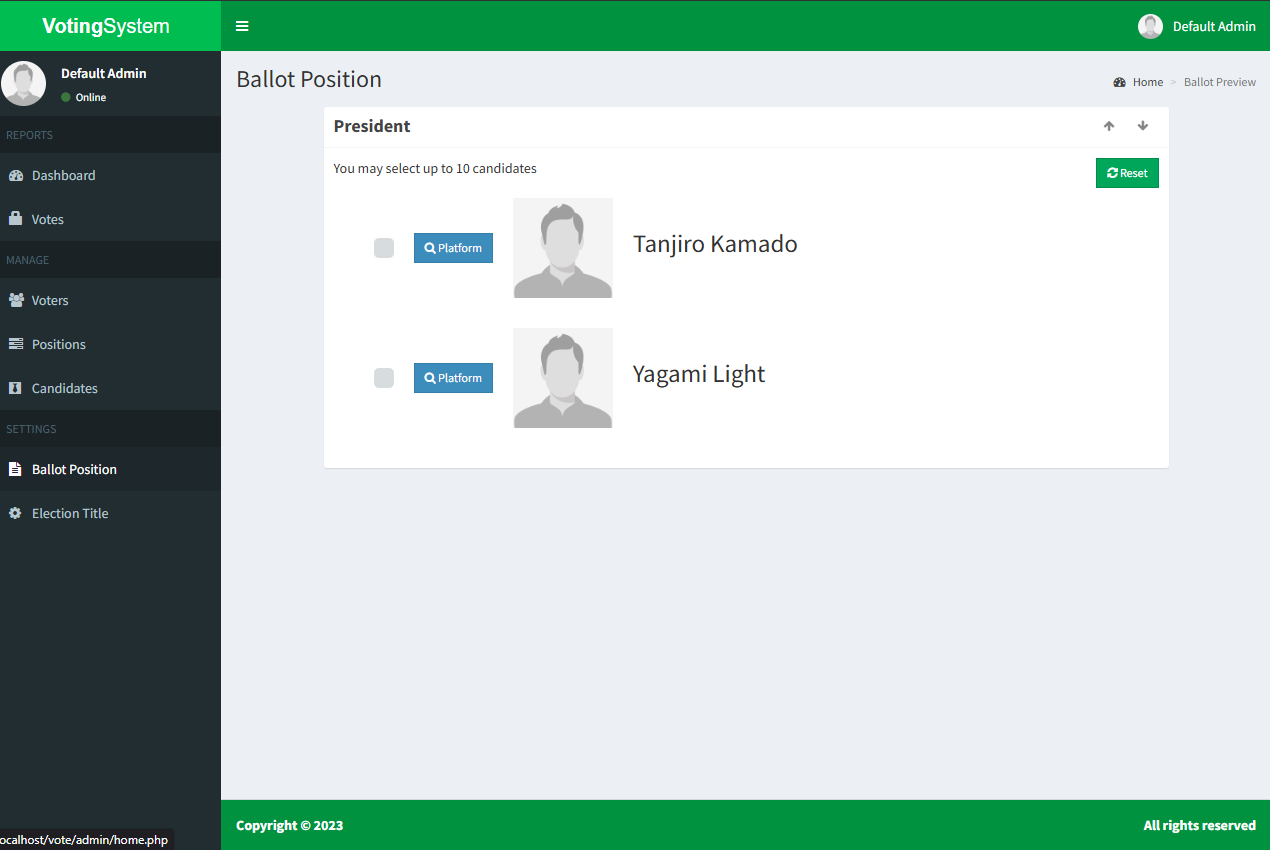 VotingSystem
Default Admin
Default Admin
Online
REPORTS
Dashboard
Votes
MANAGE
Voters
Positions
Candidates
SETTINGS
Ballot Position
Election Title
Ballot Position
Home > Ballot Preview
President
You may select up to 10 candidates
Reset
Platform
Tanjiro Kamado
Platform
Yagami Light
Copyright © 2023
All rights reserved
ocalhost/vote/admin/home.php